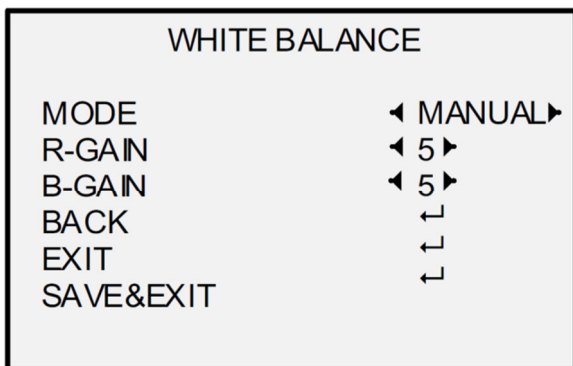 WHITE BALANCE
MODE ◀ MANUAL▶
R-GAIN ◀ 5 ▶
B-GAIN ◀ 5 ▶
BACK ↵
EXIT ↵
SAVE&EXIT ↵